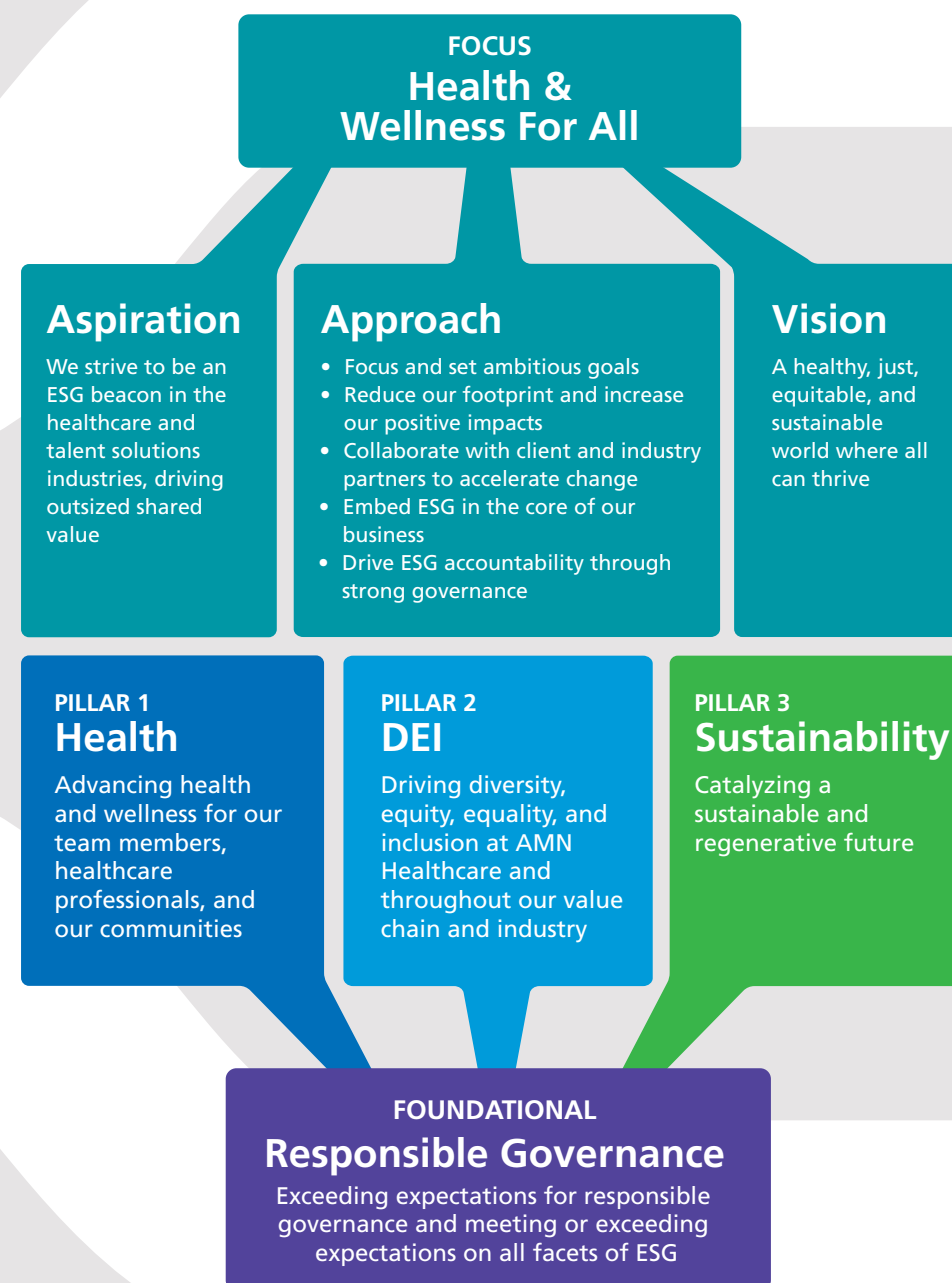 FOCUS
Health &
Wellness For All
Aspiration
We strive to be an
ESG beacon in the
healthcare and
talent solutions
industries, driving
outsized shared
value
Approach
• Focus and set ambitious goals
• Reduce our footprint and increase
our positive impacts
• Collaborate with client and industry
partners to accelerate change
• Embed ESG in the core of our
business
• Drive ESG accountability through
strong governance
Vision
A healthy, just,
equitable, and
sustainable
world where all
can thrive
PILLAR 1
Health
Advancing health
and wellness for our
team members,
healthcare
professionals, and
our communities
PILLAR 2
DEI
Driving diversity,
equity, equality, and
inclusion at AMN
Healthcare and
throughout our value
chain and industry
PILLAR 3
Sustainability
Catalyzing a
sustainable and
regenerative future
FOUNDATIONAL
Responsible Governance
Exceeding expectations for responsible
governance and meeting or exceeding
expectations on all facets of ESG